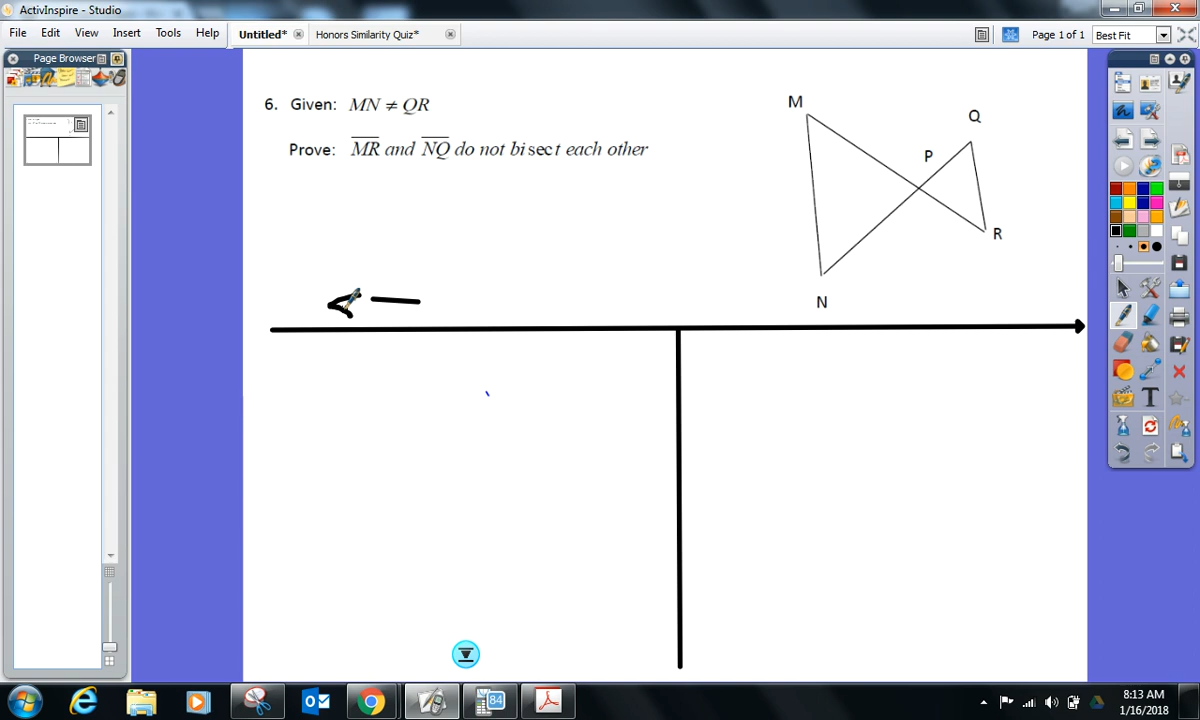 ActivInspire - Studio
File Edit View Insert Tools Help
Untitled*
Honors Similarity Quiz*
Page 1 of 1
Best Fit
Page Browser
6. Given: MN ≠ QR
Prove: MR and NQ do not bisect each other
M
Q
P
R
N
T
84
8:13 AM
1/16/2018